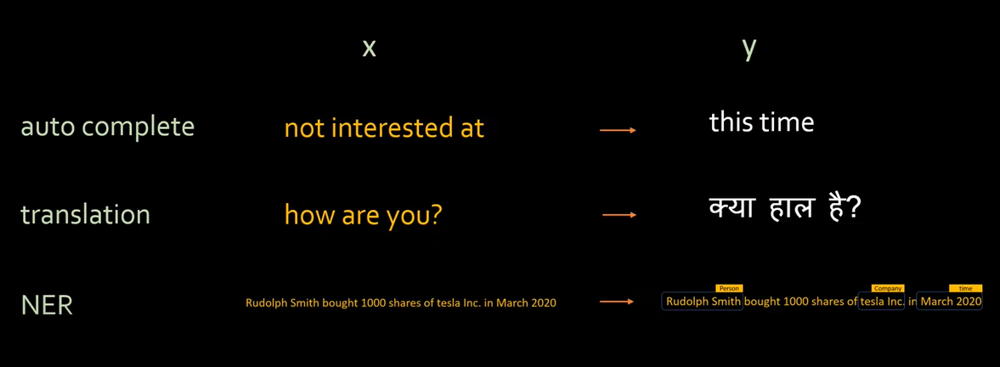 x y
auto complete not interested at this time
translation how are you? क्या हाल है?
Person Company time
NER Rudolph Smith bought 1000 shares of tesla Inc. in March 2020 Rudolph Smith bought 1000 shares of tesla Inc. in March 2020